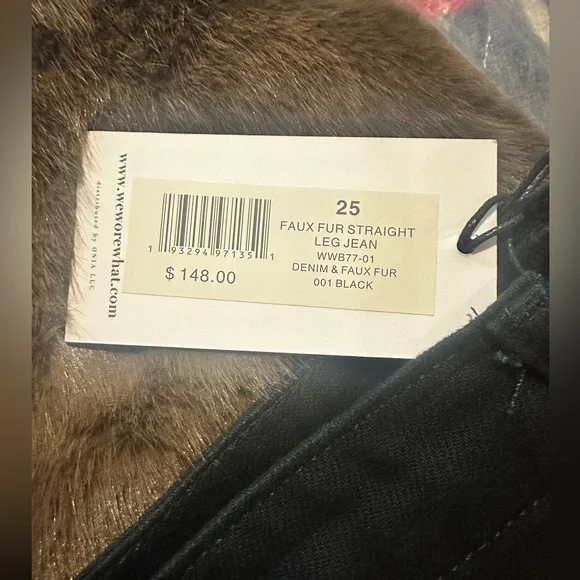 www.weworewhat.com
distributed by ONIA LLC
25
FAUX FUR STRAIGHT
LEG JEAN
WWB77-01
DENIM & FAUX FUR
001 BLACK
1 93294 97135 1
$ 148.00